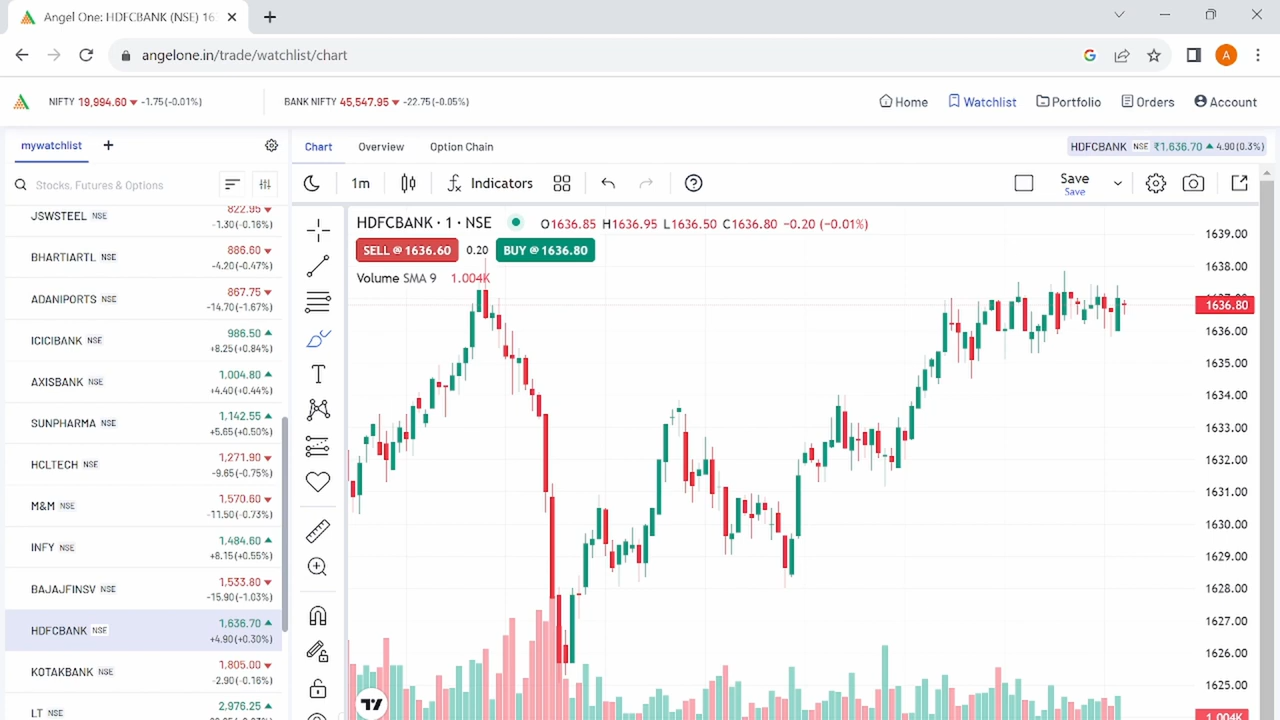 Angel One: HDFCBANK (NSE) 16
angelone.in/trade/watchlist/chart
A
NIFTY 19,994.60 ▼ -1.75(-0.01%)
BANK NIFTY 45,547.95 ▼ -22.75(-0.05%)
Home
Watchlist
Portfolio
Orders
Account
mywatchlist
Chart
Overview
Option Chain
HDFCBANK NSE ₹1,636.70 ▲ 4.90(0.3%)
Stocks, Futures & Options
1m
Indicators
Save
Save
JSWSTEEL NSE 822.95 ▼
-1.30(-0.16%)
BHARTIARTL NSE 886.60 ▼
-4.20(-0.47%)
ADANIPORTS NSE 867.75 ▼
-14.70(-1.67%)
ICICIBANK NSE 986.50 ▲
+8.25(+0.84%)
AXISBANK NSE 1,004.80 ▲
+4.40(+0.44%)
SUNPHARMA NSE 1,142.55 ▲
+5.65(+0.50%)
HCLTECH NSE 1,271.90 ▼
-9.65(-0.75%)
M&M NSE 1,570.60 ▼
-11.50(-0.73%)
INFY NSE 1,484.60 ▲
+8.15(+0.55%)
BAJAJFINSV NSE 1,533.80 ▼
-15.90(-1.03%)
HDFCBANK NSE 1,636.70 ▲
+4.90(+0.30%)
KOTAKBANK NSE 1,805.00 ▼
-2.90(-0.16%)
LT NSE 2,976.25 ▲
HDFCBANK · 1 · NSE
O1636.85 H1636.95 L1636.50 C1636.80 -0.20 (-0.01%)
SELL @ 1636.60
0.20
BUY @ 1636.80
Volume SMA 9 1.004K
1639.00
1638.00
1636.80
1636.00
1635.00
1634.00
1633.00
1632.00
1631.00
1630.00
1629.00
1628.00
1627.00
1626.00
1625.00
1.004K